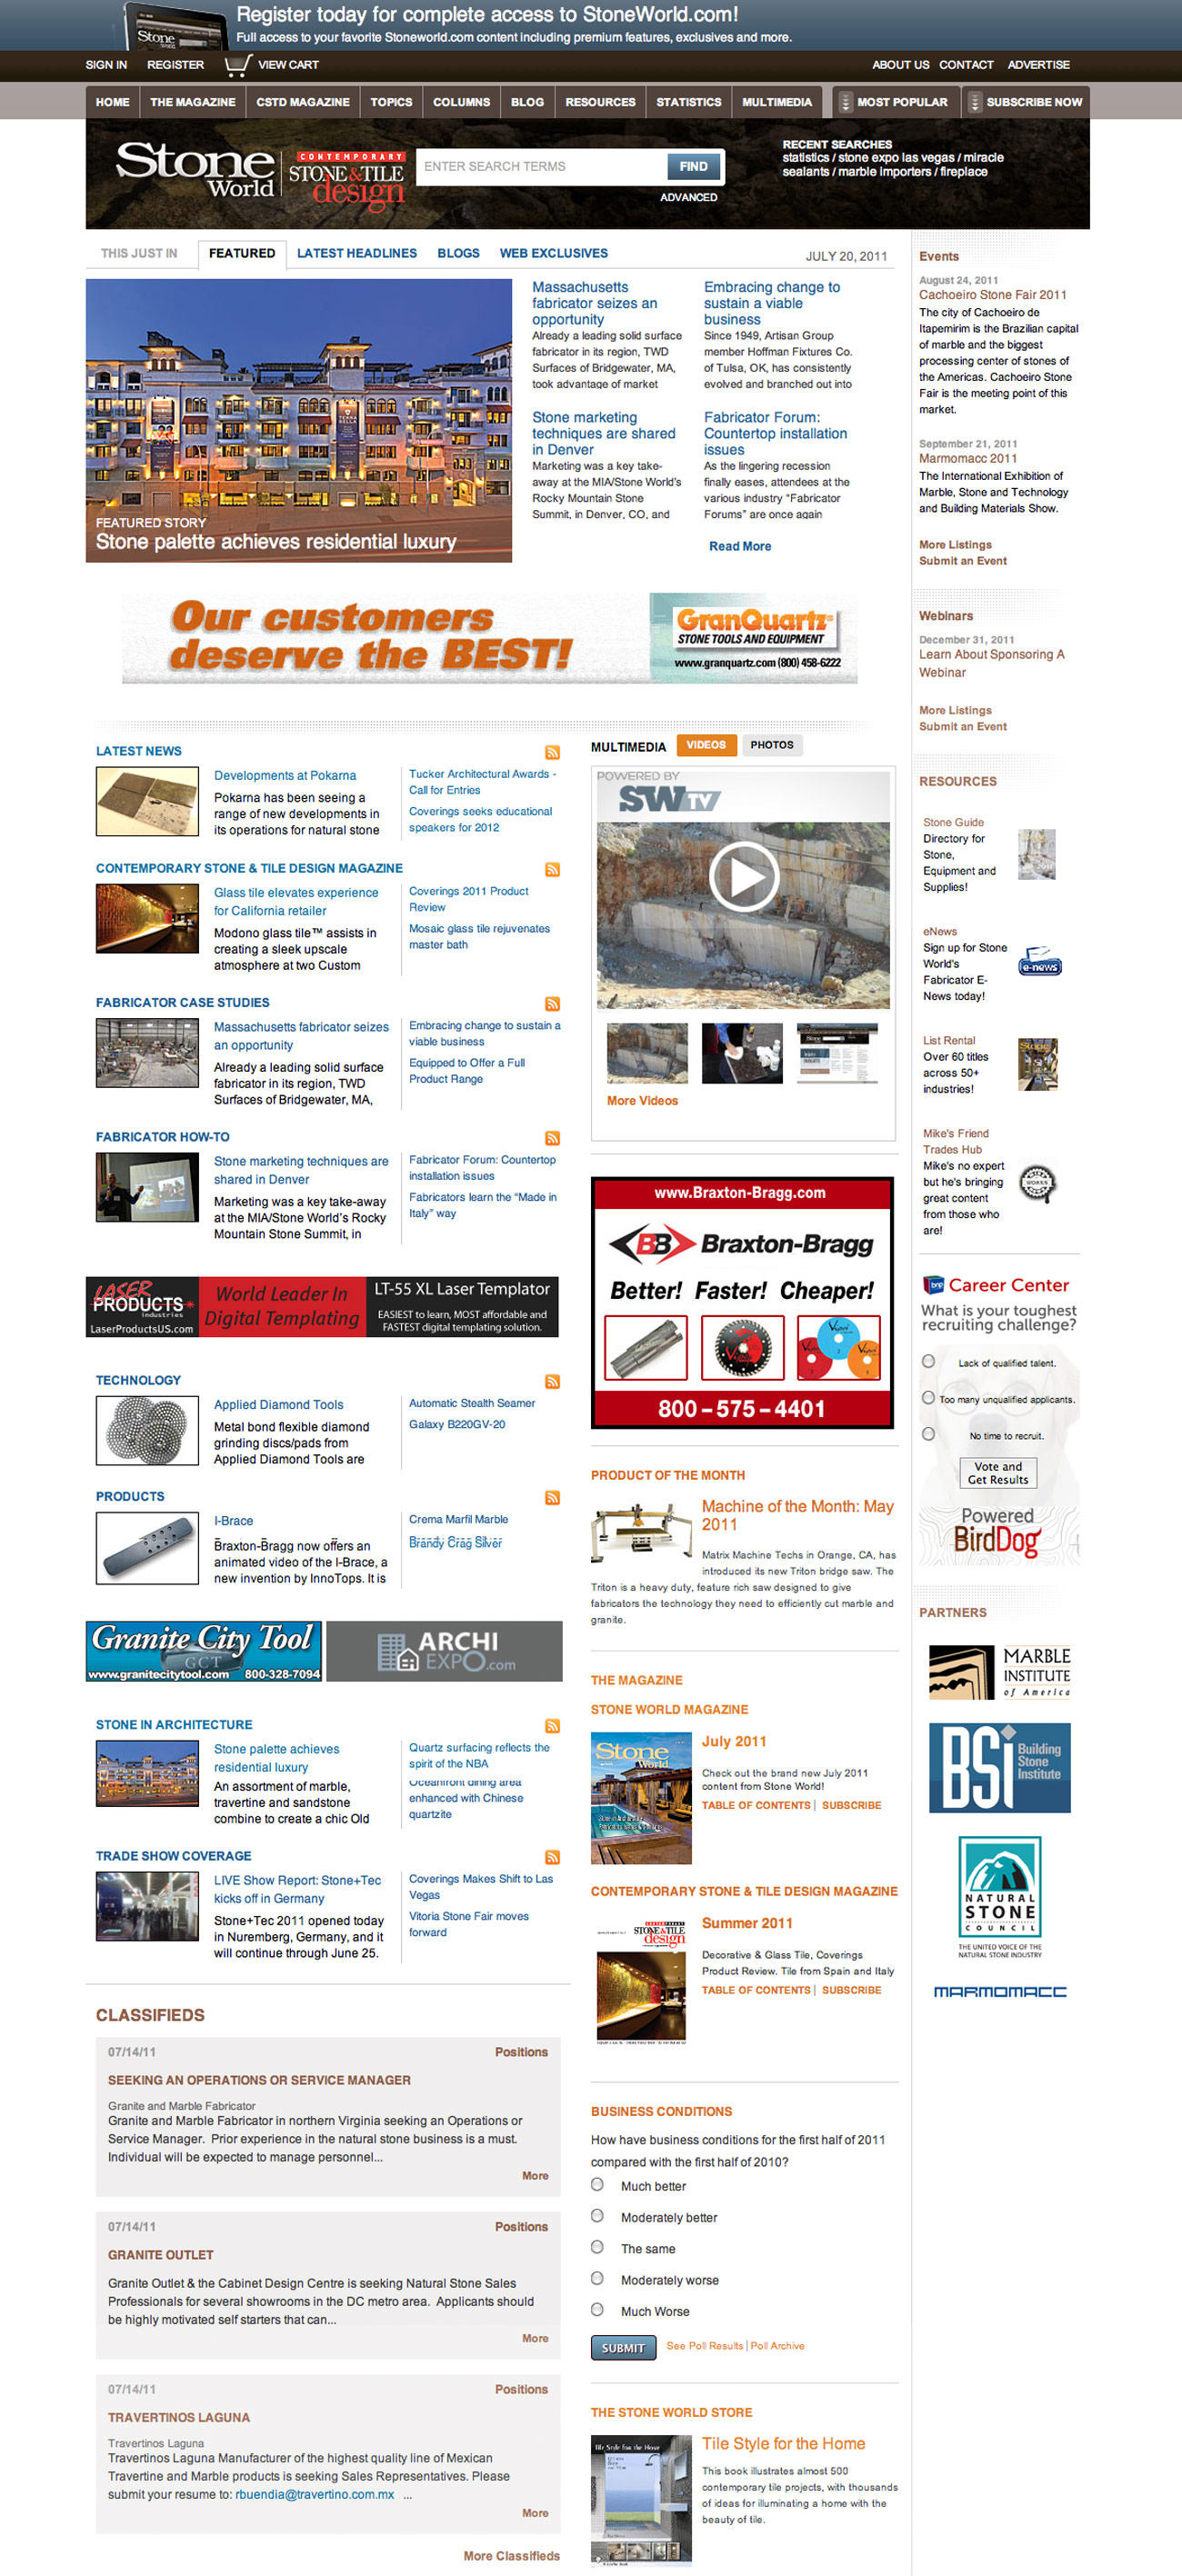 Register today for complete access to StoneWorld.com!
Full access to your favorite Stoneworld.com content including premium features, exclusives and more.
SIGN IN REGISTER VIEW CART
ABOUT US CONTACT ADVERTISE
HOME THE MAGAZINE CSTD MAGAZINE TOPICS COLUMNS BLOG RESOURCES STATISTICS MULTIMEDIA MOST POPULAR SUBSCRIBE NOW
Stone World
CONTEMPORARY
STONE & TILE
design
ENTER SEARCH TERMS
FIND
ADVANCED
RECENT SEARCHES
statistics / stone expo las vegas / miracle
sealants / marble importers / fireplace
THIS JUST IN FEATURED LATEST HEADLINES BLOGS WEB EXCLUSIVES
JULY 20, 2011
FEATURED STORY
Stone palette achieves residential luxury
Massachusetts
fabricator seizes an
opportunity
Already a leading solid surface
fabricator in its region, TWD
Surfaces of Bridgewater, MA,
took advantage of market
Embracing change to
sustain a viable
business
Since 1949, Artisan Group
member Hoffman Fixtures Co.
of Tulsa, OK, has consistently
evolved and branched out into
Stone marketing
techniques are shared
in Denver
Marketing was a key take-
away at the MIA/Stone World's
Rocky Mountain Stone
Summit, in Denver, CO, and
Fabricator Forum:
Countertop installation
issues
As the lingering recession
finally eases, attendees at the
various industry "Fabricator
Forums" are once again
Read More
Our customers
deserve the BEST!
GranQuartz
STONE TOOLS AND EQUIPMENT
www.granquartz.com (800) 458-6222
LATEST NEWS
Developments at Pokarna
Pokarna has been seeing a
range of new developments in
its operations for natural stone
Tucker Architectural Awards -
Call for Entries
Coverings seeks educational
speakers for 2012
CONTEMPORARY STONE & TILE DESIGN MAGAZINE
Glass tile elevates experience
for California retailer
Modono glass tile™ assists in
creating a sleek upscale
atmosphere at two Custom
Coverings 2011 Product
Review
Mosaic glass tile rejuvenates
master bath
FABRICATOR CASE STUDIES
Massachusetts fabricator seizes
an opportunity
Already a leading solid surface
fabricator in its region, TWD
Surfaces of Bridgewater, MA,
Embracing change to sustain a
viable business
Equipped to Offer a Full
Product Range
FABRICATOR HOW-TO
Stone marketing techniques are
shared in Denver
Marketing was a key take-away
at the MIA/Stone World's Rocky
Mountain Stone Summit, in
Fabricator Forum: Countertop
installation issues
Fabricators learn the "Made in
Italy" way
LASER
PRODUCTS
industries
LaserProductsUS.com
World Leader In
Digital Templating
LT-55 XL Laser Templator
EASIEST to learn, MOST affordable and
FASTEST digital templating solution.
TECHNOLOGY
Applied Diamond Tools
Metal bond flexible diamond
grinding discs/pads from
Applied Diamond Tools are
Automatic Stealth Seamer
Galaxy B220GV-20
PRODUCTS
I-Brace
Braxton-Bragg now offers an
animated video of the I-Brace, a
new invention by InnoTops. It is
Crema Marfil Marble
Brandy Crag Silver
Granite City Tool
GCT
www.granitecitytool.com 800-328-7094
ARCHI
EXPO.com
STONE IN ARCHITECTURE
Stone palette achieves
residential luxury
An assortment of marble,
travertine and sandstone
combine to create a chic Old
Quartz surfacing reflects the
spirit of the NBA
Oceanfront dining area
enhanced with Chinese
quartzite
TRADE SHOW COVERAGE
LIVE Show Report: Stone+Tec
kicks off in Germany
Stone+Tec 2011 opened today
in Nuremberg, Germany, and it
will continue through June 25.
Coverings Makes Shift to Las
Vegas
Vitoria Stone Fair moves
forward
CLASSIFIEDS
07/14/11 Positions
SEEKING AN OPERATIONS OR SERVICE MANAGER
Granite and Marble Fabricator
Granite and Marble Fabricator in northern Virginia seeking an Operations or
Service Manager. Prior experience in the natural stone business is a must.
Individual will be expected to manage personnel...
More
07/14/11 Positions
GRANITE OUTLET
Granite Outlet & the Cabinet Design Centre is seeking Natural Stone Sales
Professionals for several showrooms in the DC metro area. Applicants should
be highly motivated self starters that can...
More
07/14/11 Positions
TRAVERTINOS LAGUNA
Travertinos Laguna
Travertinos Laguna Manufacturer of the highest quality line of Mexican
Travertine and Marble products is seeking Sales Representatives. Please
submit your resume to: rbuendia@travertino.com.mx ...
More
More Classifieds
MULTIMEDIA VIDEOS PHOTOS
POWERED BY
SWTV
More Videos
www.Braxton-Bragg.com
BB Braxton-Bragg
Better! Faster! Cheaper!
800-575-4401
PRODUCT OF THE MONTH
Machine of the Month: May
2011
Matrix Machine Techs in Orange, CA, has
introduced its new Triton bridge saw. The
Triton is a heavy duty, feature rich saw designed to give
fabricators the technology they need to efficiently cut marble and
granite.
THE MAGAZINE
STONE WORLD MAGAZINE
Stone World
July 2011
Check out the brand new July 2011
content from Stone World!
TABLE OF CONTENTS | SUBSCRIBE
CONTEMPORARY STONE & TILE DESIGN MAGAZINE
STONE & TILE
design
Summer 2011
Decorative & Glass Tile, Coverings
Product Review. Tile from Spain and Italy
TABLE OF CONTENTS | SUBSCRIBE
BUSINESS CONDITIONS
How have business conditions for the first half of 2011
compared with the first half of 2010?
Much better
Moderately better
The same
Moderately worse
Much Worse
SUBMIT See Poll Results | Poll Archive
THE STONE WORLD STORE
Tile Style for the Home
Tile Style for the Home
This book illustrates almost 500
contemporary tile projects, with thousands
of ideas for illuminating a home with the
beauty of tile.
Events
August 24, 2011
Cachoeiro Stone Fair 2011
The city of Cachoeiro de
Itapemirim is the Brazilian capital
of marble and the biggest
processing center of stones of
the Americas. Cachoeiro Stone
Fair is the meeting point of this
market.
September 21, 2011
Marmomacc 2011
The International Exhibition of
Marble, Stone and Technology
and Building Materials Show.
More Listings
Submit an Event
Webinars
December 31, 2011
Learn About Sponsoring A
Webinar
More Listings
Submit an Event
RESOURCES
Stone Guide
Directory for
Stone,
Equipment and
Supplies!
eNews
Sign up for Stone
World's
Fabricator E-
News today!
e-news
List Rental
Over 60 titles
across 50+
industries!
Mike's Friend
Trades Hub
Mike's no expert
but he's bringing
great content
from those who
are!
WORKS
bnp Career Center
What is your toughest
recruiting challenge?
Lack of qualified talent.
Too many unqualified applicants.
No time to recruit.
Vote and
Get Results
Powered
BirdDog
PARTNERS
MARBLE
INSTITUTE
of America
BSi Building
Stone
Institute
NATURAL
STONE
COUNCIL
THE UNITED VOICE OF THE
NATURAL STONE INDUSTRY
MARMOMACC